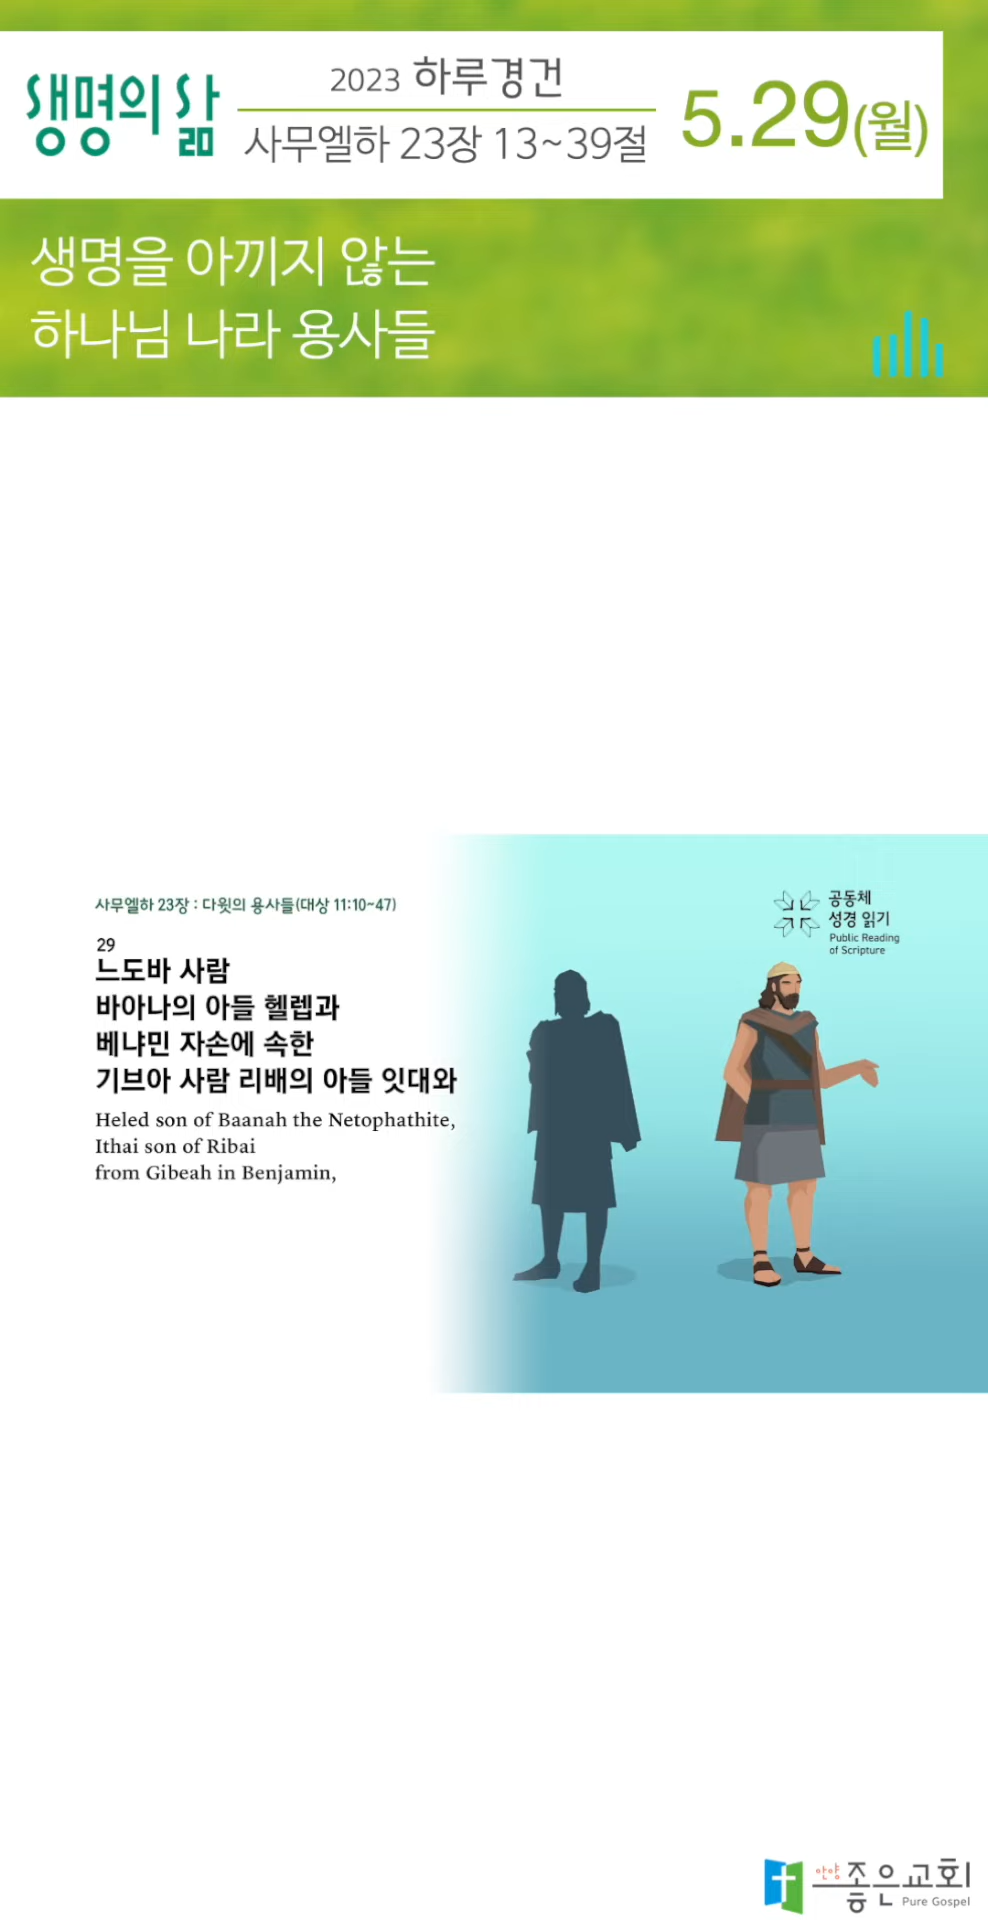 생명의 삶
2023 하루경건
사무엘하 23장 13~39절
5.29(월)
생명을 아끼지 않는
하나님 나라 용사들
사무엘하 23장 : 다윗의 용사들(대상 11:10~47)
29
느도바 사람
바아나의 아들 헬렙과
베냐민 자손에 속한
기브아 사람 리배의 아들 잇대와
Heled son of Baanah the Netophathite,
Ithai son of Ribai
from Gibeah in Benjamin,
공동체
성경 읽기
Public Reading
of Scripture
안양 좋은교회
Pure Gospel